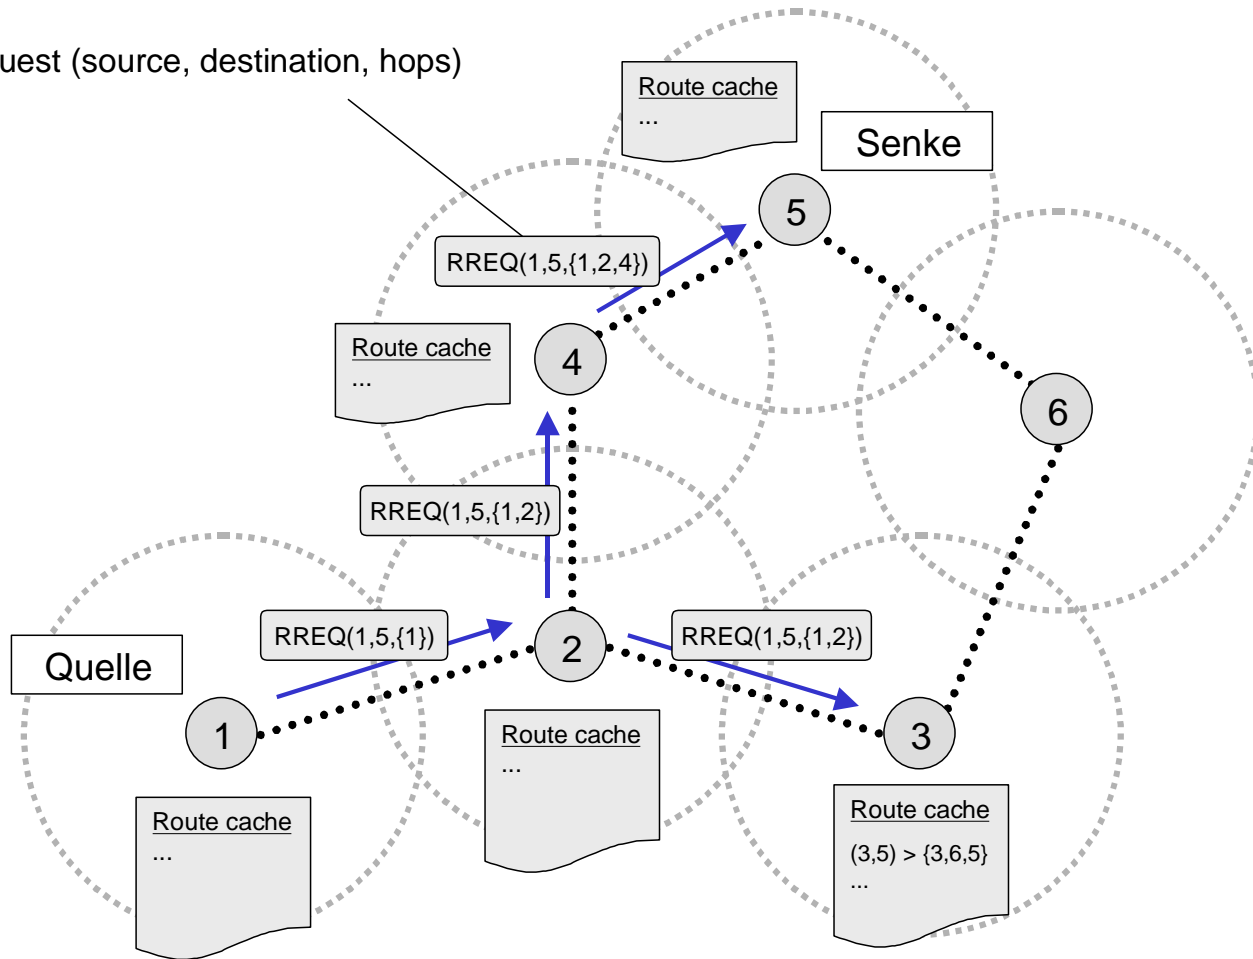 uest (source, destination, hops)
Route cache
...
Senke
5
RREQ(1,5,{1,2,4})
Route cache
...
4
6
RREQ(1,5,{1,2})
RREQ(1,5,{1})
2
RREQ(1,5,{1,2})
Quelle
1
3
Route cache
...
Route cache
...
Route cache
(3,5) > {3,6,5}
...